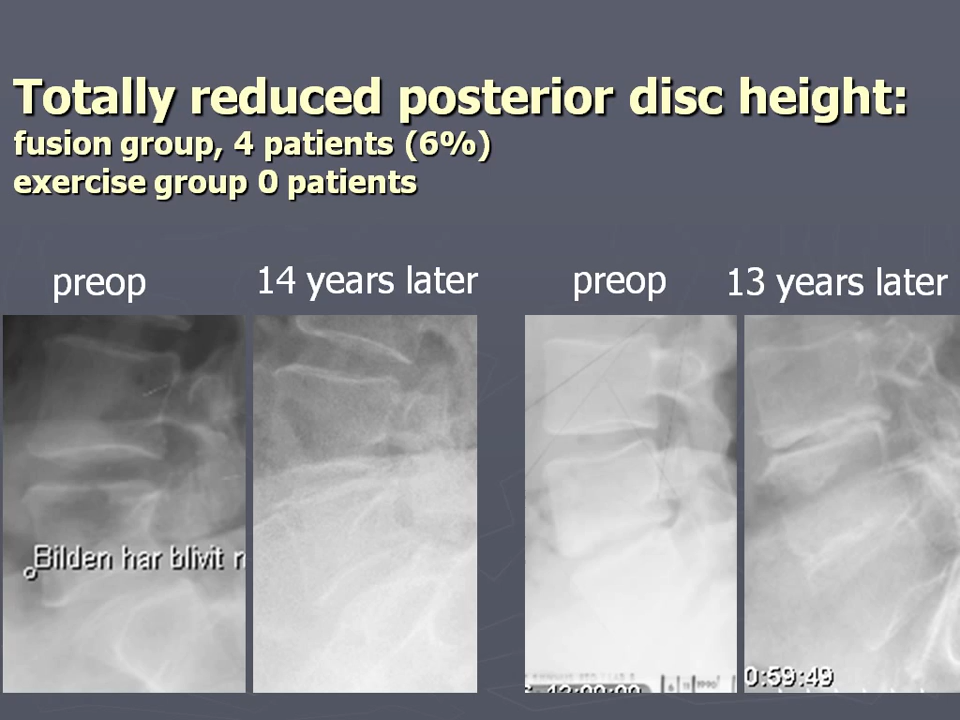 Totally reduced posterior disc height:
fusion group, 4 patients (6%)
exercise group 0 patients
preop
14 years later
preop
13 years later
Bilden har blivit
0:59:49